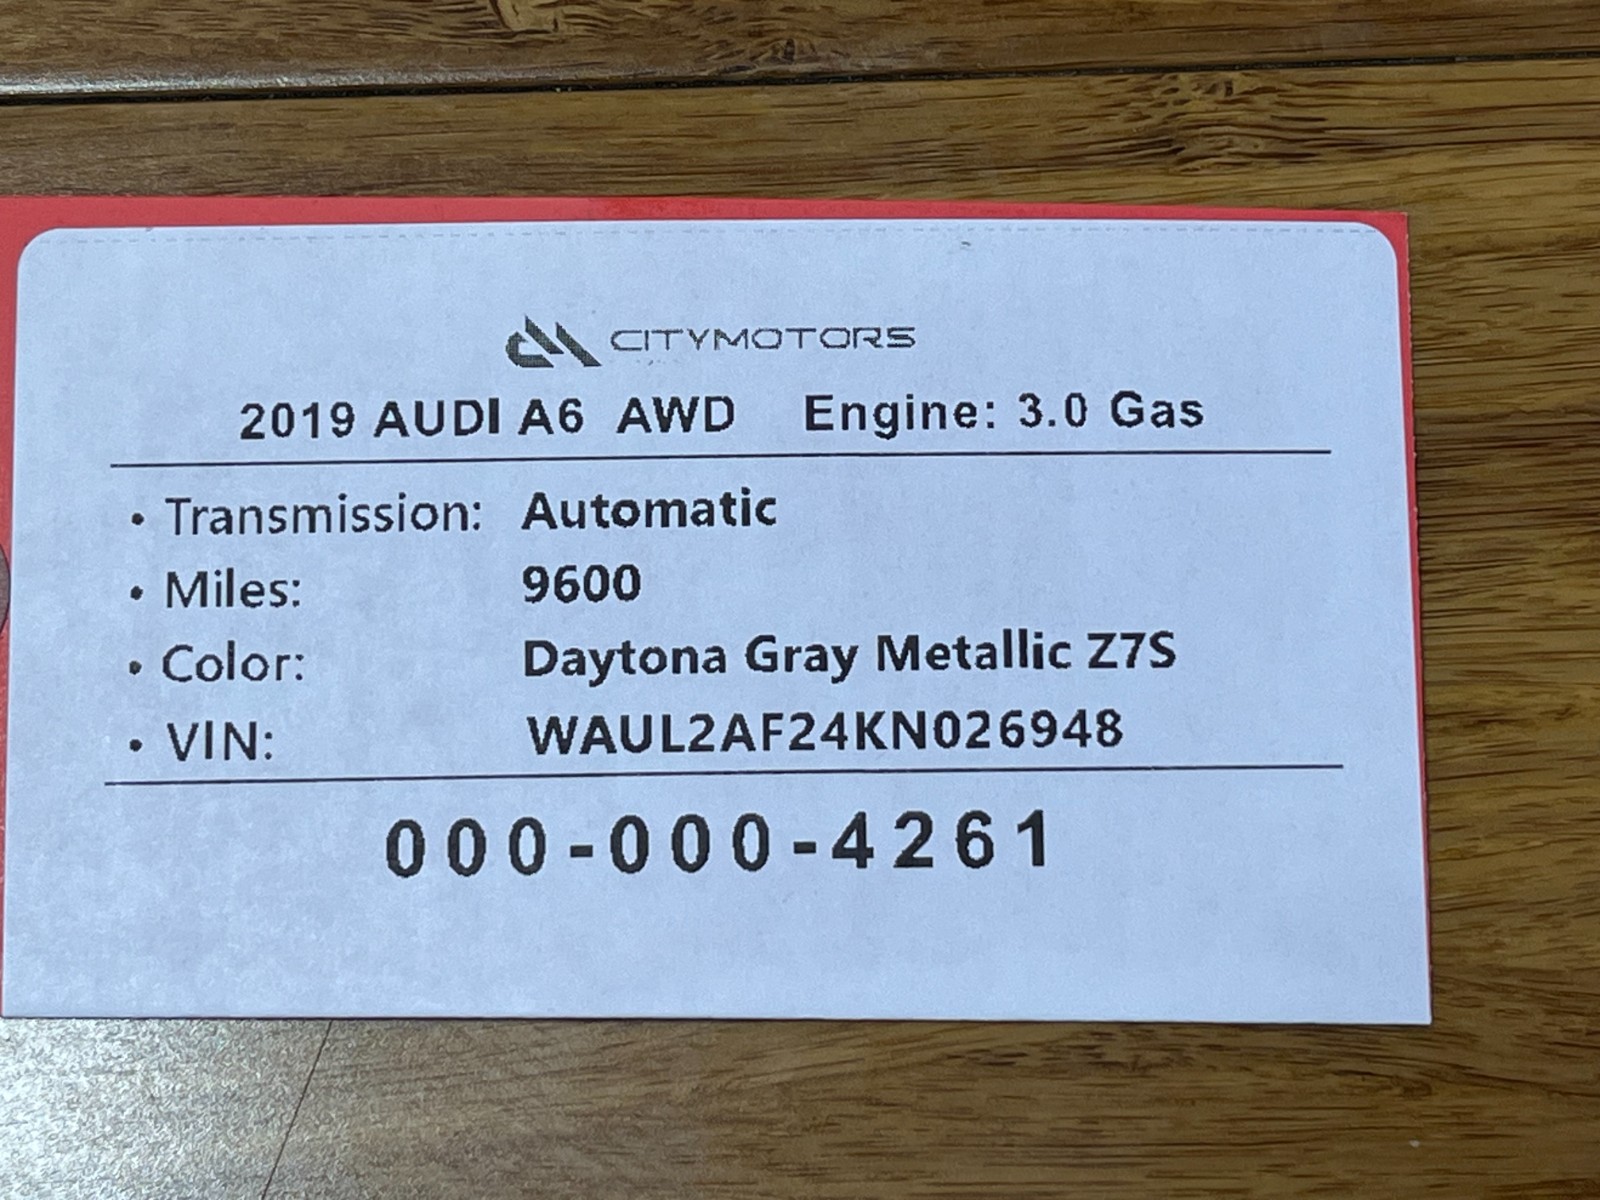 CITYMOTORS
2019 AUDI A6 AWD Engine: 3.0 Gas
• Transmission: Automatic
• Miles: 9600
• Color: Daytona Gray Metallic Z7S
• VIN: WAUL2AF24KN026948
000-000-4261